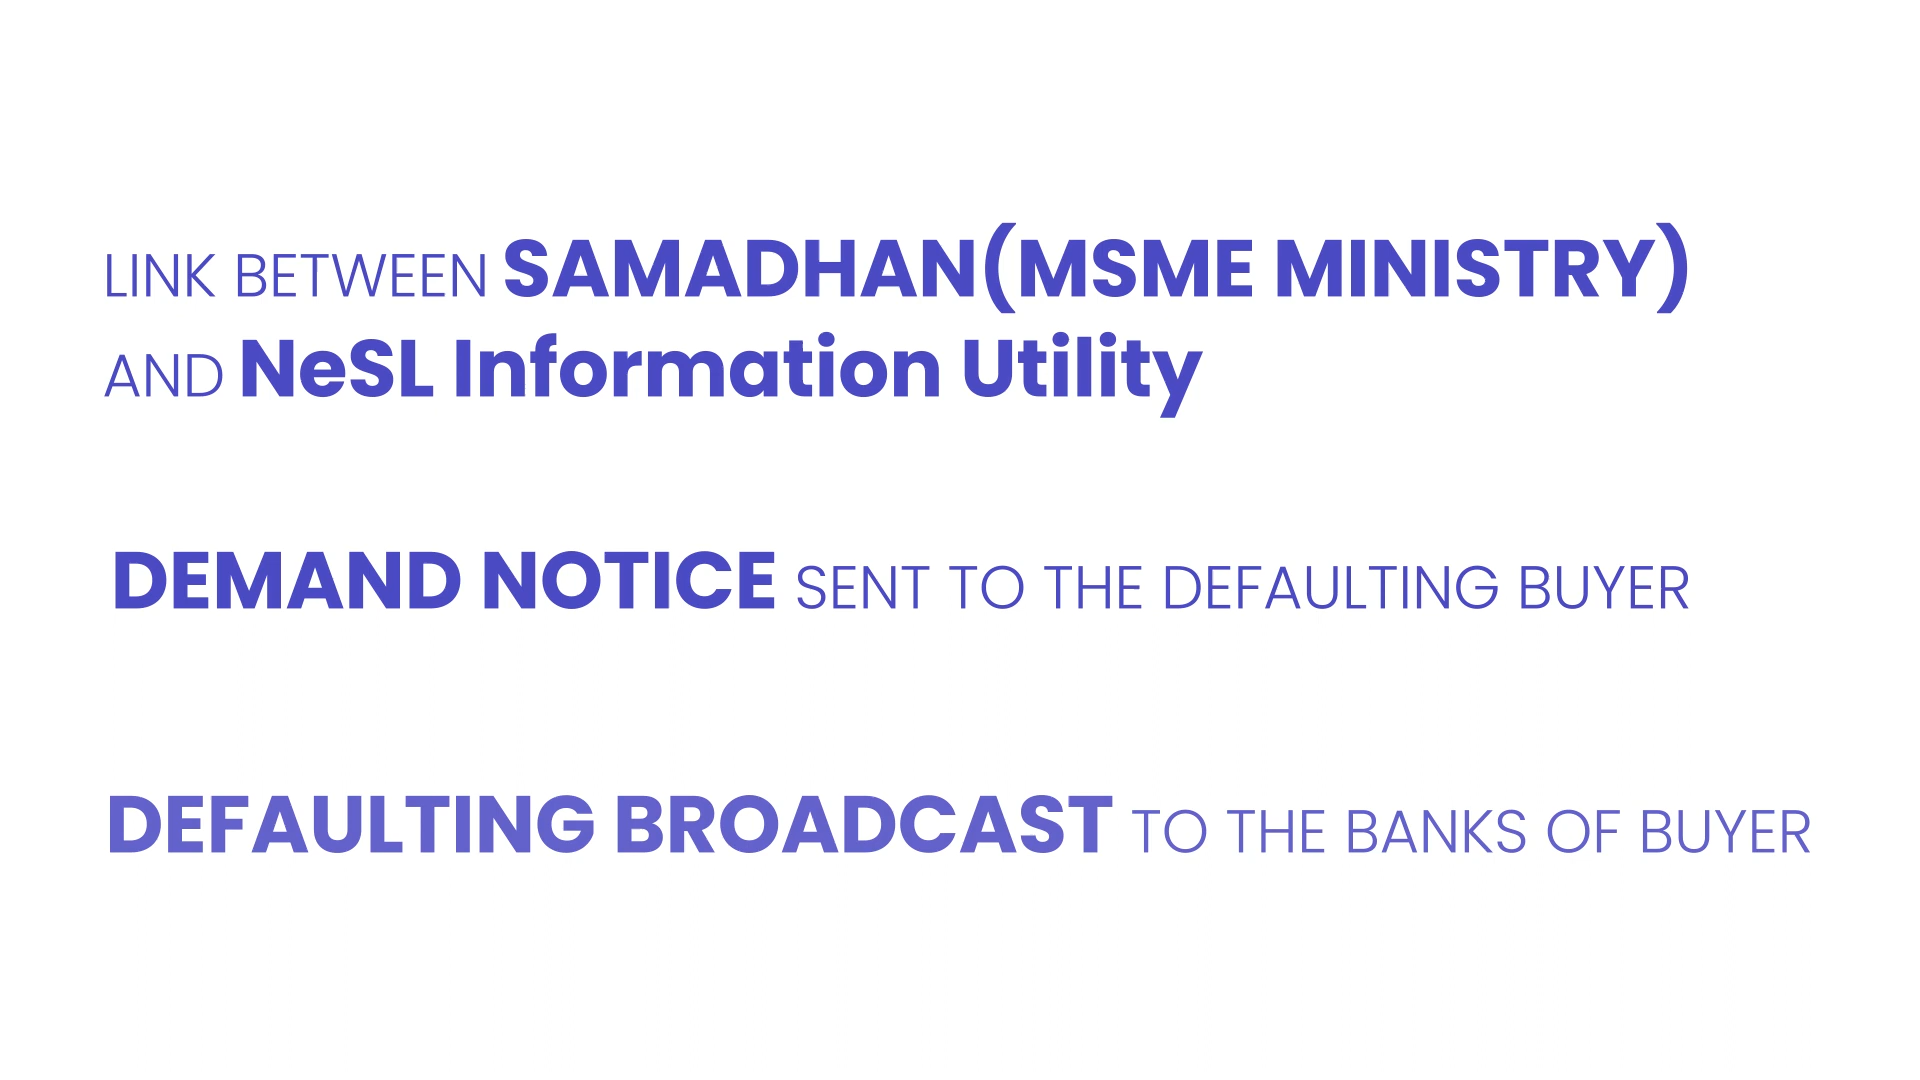 LINK BETWEEN SAMADHAN(MSME MINISTRY)
AND NeSL Information Utility
DEMAND NOTICE SENT TO THE DEFAULTING BUYER
DEFAULTING BROADCAST TO THE BANKS OF BUYER